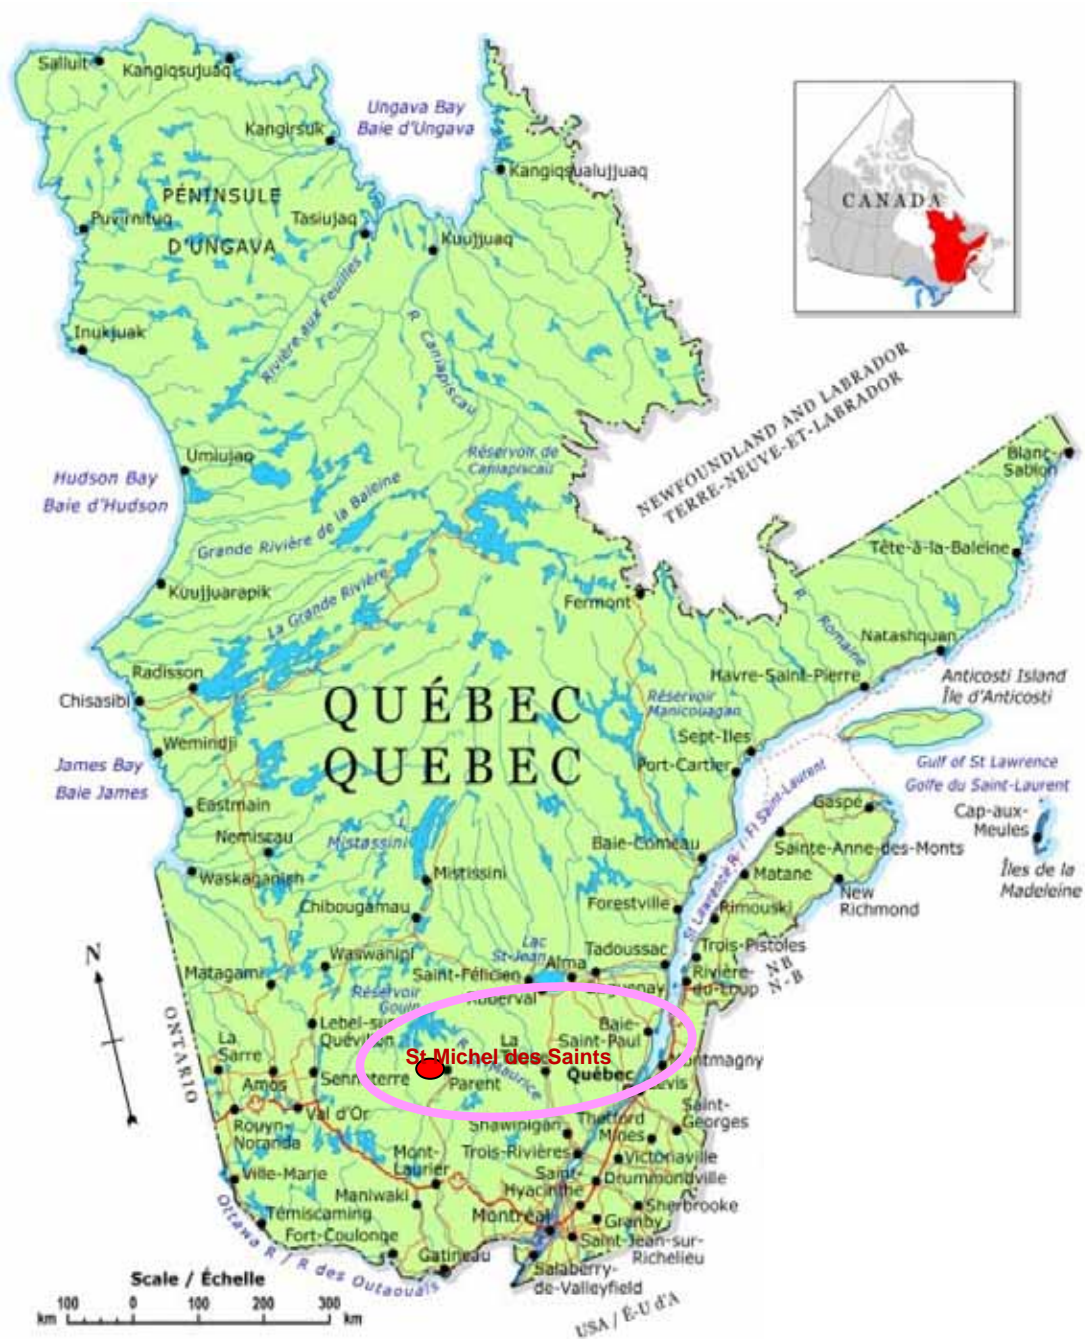 Salluit
Kangiqsujuaq
Ungava Bay
Baie d'Ungava
Kangirsuk
Kangiqsualujjuaq
PÉNINSULE
D'UNGAVA
Puvirnituq
Tasiujaq
Kuujjuaq
CANADA
Inukjuak
Rivière aux Feuilles
R. Caniapiscau
NEWFOUNDLAND AND LABRADOR
TERRE-NEUVE-ET-LABRADOR
Umiujaq
Réservoir de
Caniapiscau
Blanc-
Sablon
Hudson Bay
Baie d'Hudson
Grande Rivière de la Baleine
Tête-à-la-Baleine
Kuujjuarapik
La Grande Rivière
Fermont
R. Romaine
Natashquan
Radisson
Havre-Saint-Pierre
Anticosti Island
Île d'Anticosti
Chisasibi
QUÉBEC
QUEBEC
Réservoir
Manicouagan
Sept-Iles
Wemindji
Port-Cartier
Gulf of St Lawrence
Golfe du Saint-Laurent
James Bay
Baie James
St Lawrence R. / Fl Saint-Laurent
Eastmain
Gaspé
Cap-aux-
Meules
Nemiscau
L.
Mistassini
Baie-Comeau
Sainte-Anne-des-Monts
Waskaganish
Mistissini
Matane
Îles de la
Madeleine
New
Richmond
Chibougamau
Forestville
Rimouski
N
Waswanipi
Lac
St-Jean
Tadoussac
Trois-Pistoles
Matagami
Saint-Félicien
Alma
Rivière-
du-Loup
NB
N-B
Réservoir
Gouin
Roberval
ONTARIO
Lebel-sur-
Quévillon
Baie-
Saint-Paul
La
Sarre
La
St Michel des Saints
Montmagny
Amos
Senneterre
Parent
R. St-Maurice
Québec
Lévis
Val d'Or
Saint-
Georges
Rouyn-
Noranda
Shawinigan
Thetford
Mines
Mont-
Laurier
Trois-Rivières
Victoriaville
Ville-Marie
Saint-
Hyacinthe
Drummondville
Maniwaki
Sherbrooke
Témiscaming
Montréal
Granby
Fort-Coulonge
Saint-Jean-sur-
Richelieu
Ottawa R / R des Outaouais
Gatineau
Salaberry-
de-Valleyfield
USA / É-U d'A
Scale / Échelle
100 0 100 200 300
km km